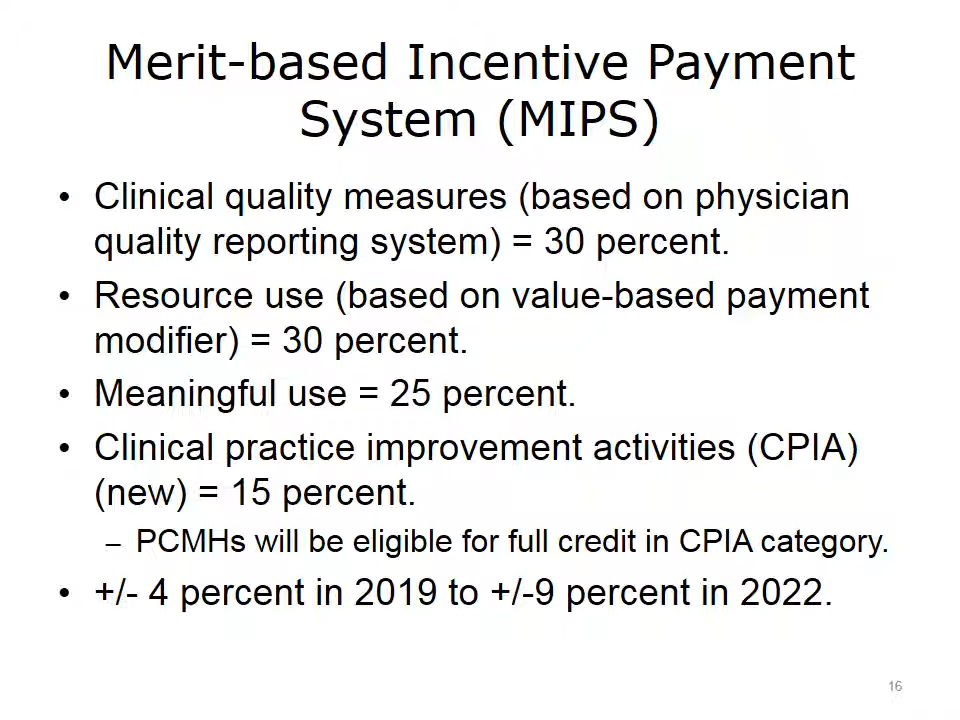 Merit-based Incentive Payment
System (MIPS)
• Clinical quality measures (based on physician
quality reporting system) = 30 percent.
• Resource use (based on value-based payment
modifier) = 30 percent.
• Meaningful use = 25 percent.
• Clinical practice improvement activities (CPIA)
(new) = 15 percent.
– PCMHs will be eligible for full credit in CPIA category.
• +/- 4 percent in 2019 to +/-9 percent in 2022.
16